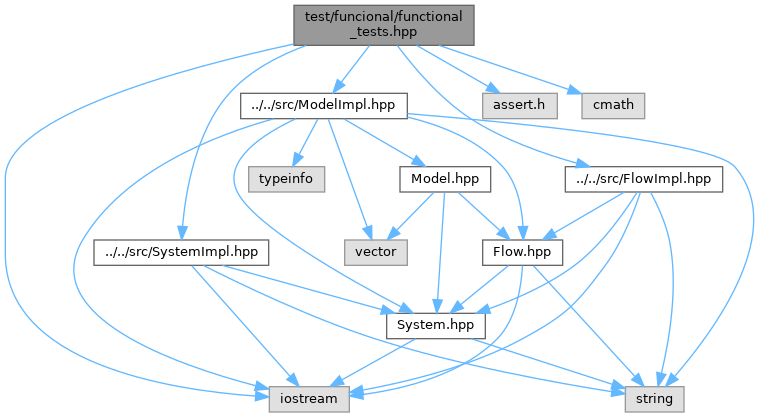 test/funcional/functional
_tests.hpp
../../src/ModelImpl.hpp
assert.h
cmath
typeinfo
Model.hpp
../../src/FlowImpl.hpp
../../src/SystemImpl.hpp
vector
Flow.hpp
System.hpp
iostream
string